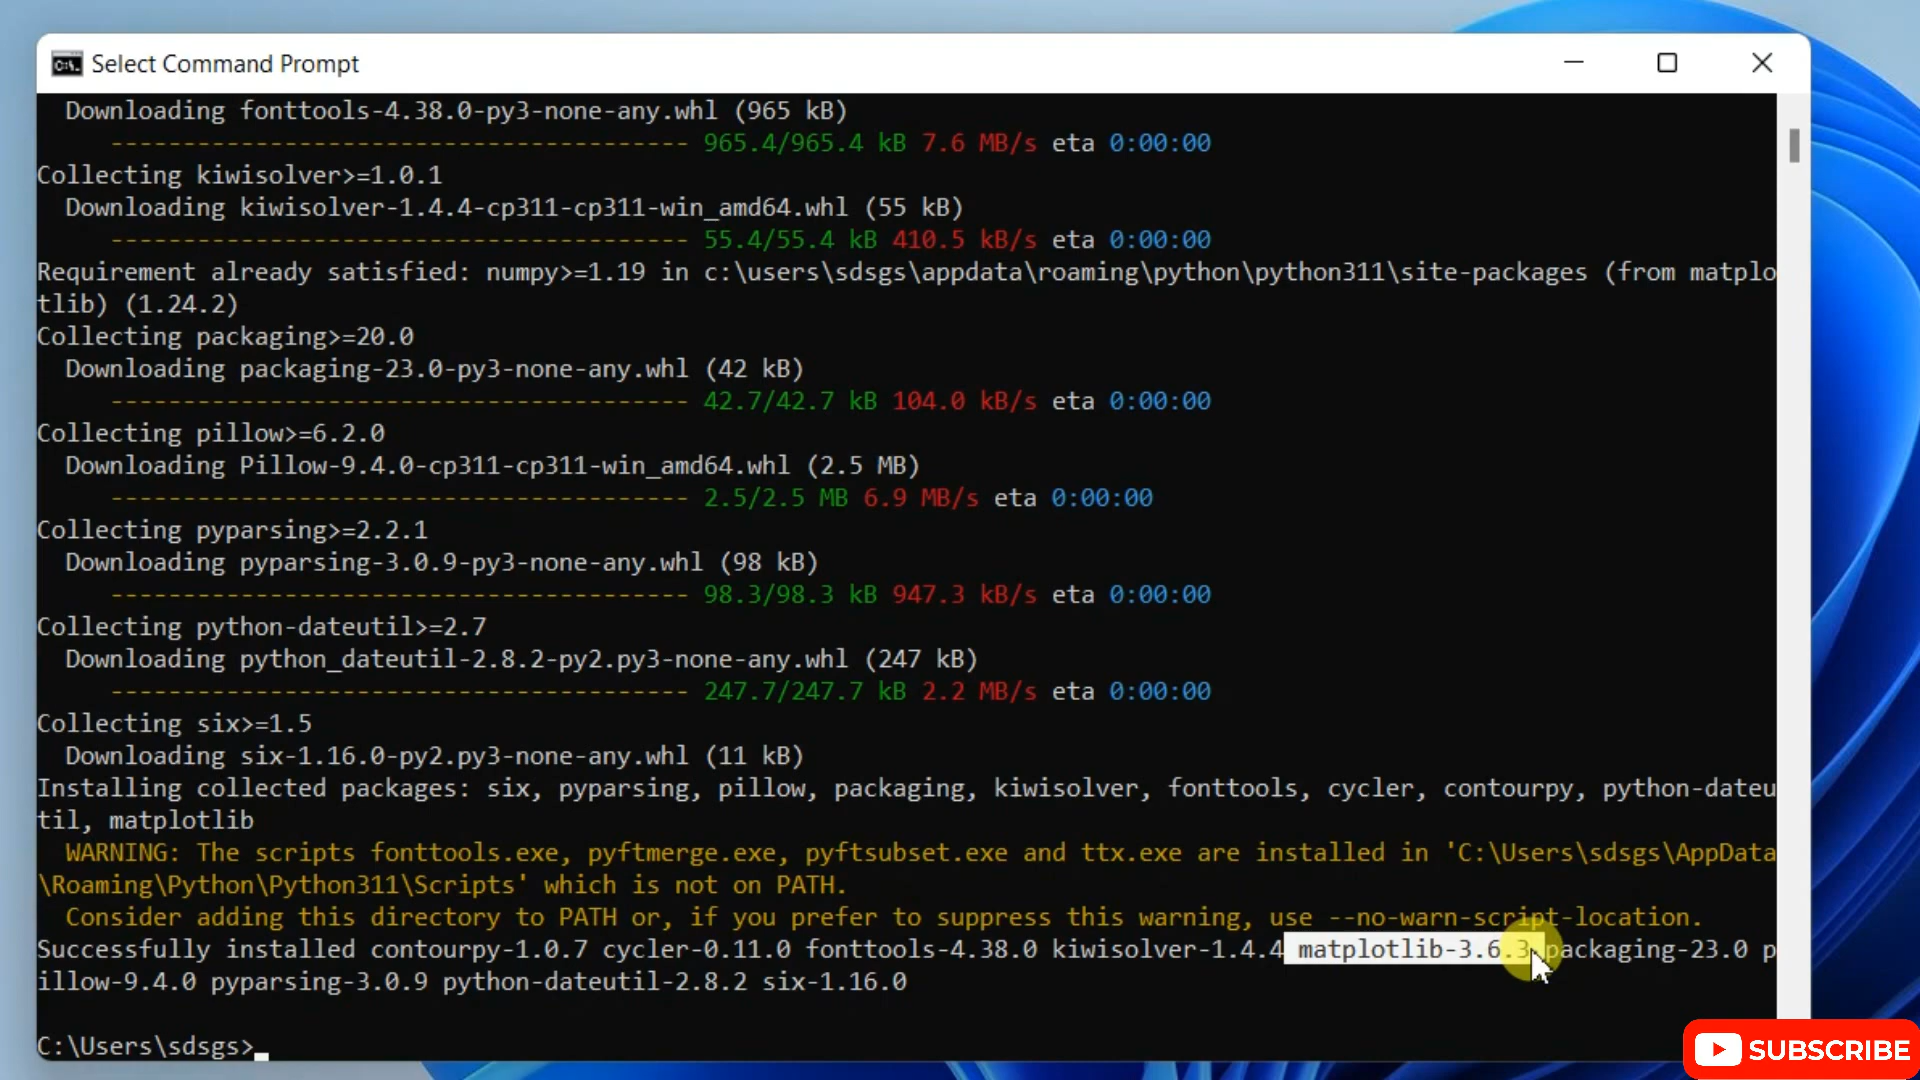 Select Command Prompt
Downloading fonttools-4.38.0-py3-none-any.whl (965 kB)
---------------------------------------- 965.4/965.4 kB 7.6 MB/s eta 0:00:00
Collecting kiwisolver>=1.0.1
Downloading kiwisolver-1.4.4-cp311-cp311-win_amd64.whl (55 kB)
---------------------------------------- 55.4/55.4 kB 410.5 kB/s eta 0:00:00
Requirement already satisfied: numpy>=1.19 in c:\users\sdsgs\appdata\roaming\python\python311\site-packages (from matplo
tlib) (1.24.2)
Collecting packaging>=20.0
Downloading packaging-23.0-py3-none-any.whl (42 kB)
---------------------------------------- 42.7/42.7 kB 104.0 kB/s eta 0:00:00
Collecting pillow>=6.2.0
Downloading Pillow-9.4.0-cp311-cp311-win_amd64.whl (2.5 MB)
---------------------------------------- 2.5/2.5 MB 6.9 MB/s eta 0:00:00
Collecting pyparsing>=2.2.1
Downloading pyparsing-3.0.9-py3-none-any.whl (98 kB)
---------------------------------------- 98.3/98.3 kB 947.3 kB/s eta 0:00:00
Collecting python-dateutil>=2.7
Downloading python_dateutil-2.8.2-py2.py3-none-any.whl (247 kB)
---------------------------------------- 247.7/247.7 kB 2.2 MB/s eta 0:00:00
Collecting six>=1.5
Downloading six-1.16.0-py2.py3-none-any.whl (11 kB)
Installing collected packages: six, pyparsing, pillow, packaging, kiwisolver, fonttools, cycler, contourpy, python-dateu
til, matplotlib
WARNING: The scripts fonttools.exe, pyftmerge.exe, pyftsubset.exe and ttx.exe are installed in 'C:\Users\sdsgs\AppData
\Roaming\Python\Python311\Scripts' which is not on PATH.
Consider adding this directory to PATH or, if you prefer to suppress this warning, use --no-warn-script-location.
Successfully installed contourpy-1.0.7 cycler-0.11.0 fonttools-4.38.0 kiwisolver-1.4.4 matplotlib-3.6.3 packaging-23.0 p
illow-9.4.0 pyparsing-3.0.9 python-dateutil-2.8.2 six-1.16.0
C:\Users\sdsgs>
SUBSCRIBE